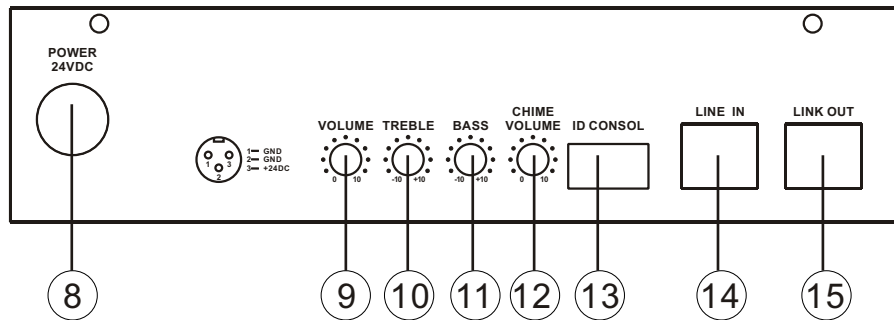 POWER
24VDC
VOLUME
TREBLE
BASS
CHIME
VOLUME
ID CONSOL
LINE IN
LINK OUT
1 3
2
1 GND
2 GND
3 +24DC
0 10
-10 +10
-10 +10
0 10
8
9
10
11
12
13
14
15